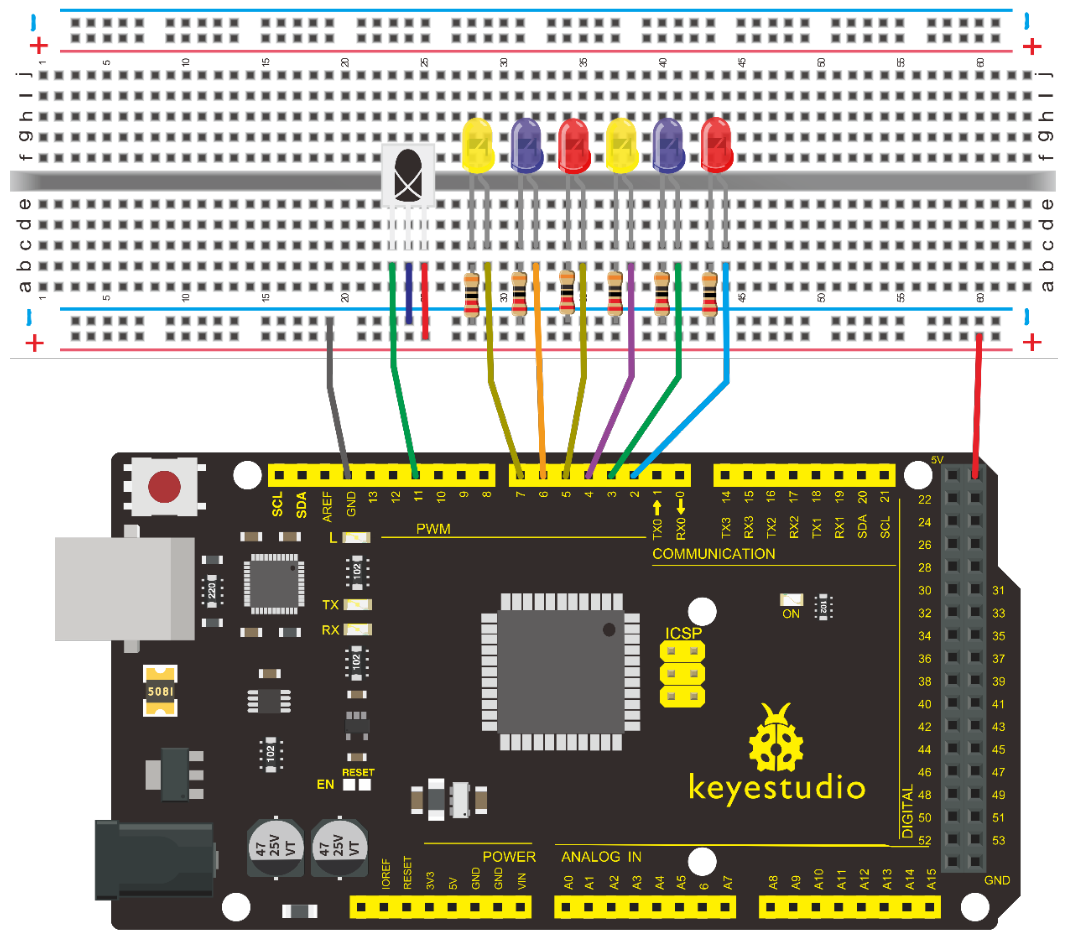 − −
+ +
1 5 10 15 20 25 30 35 40 45 50 55 60
j j
I I
h h
g g
f f
e e
d d
c c
b b
a a
1 5 10 15 20 30 35 45 50 55 60
− −
+ +
SCL SDA AREF GND 13 12 11 10 9 8 7 6 5 4 3 2 TX0 1 RX0 0 TX3 14 RX3 15 TX2 16 RX2 17 TX1 18 RX1 19 SDA 20 SCL 21
5V
PWM
COMMUNICATION
L
TX
RX
102
220
102
102
5081
ON
102
ICSP
22
24
26
28
30 31
32 33
34 35
36 37
38 39
40 41
42 43
44 45
46 47
48 49
50 51
52 53
GND
DIGITAL
keyestudio
RESET
EN
47 25V VT
47 25V VT
POWER
ANALOG IN
IOREF RESET 3V3 5V GND GND VIN A0 A1 A2 A3 A4 A5 6 A7 A8 A9 A10 A11 A12 A13 A14 A15